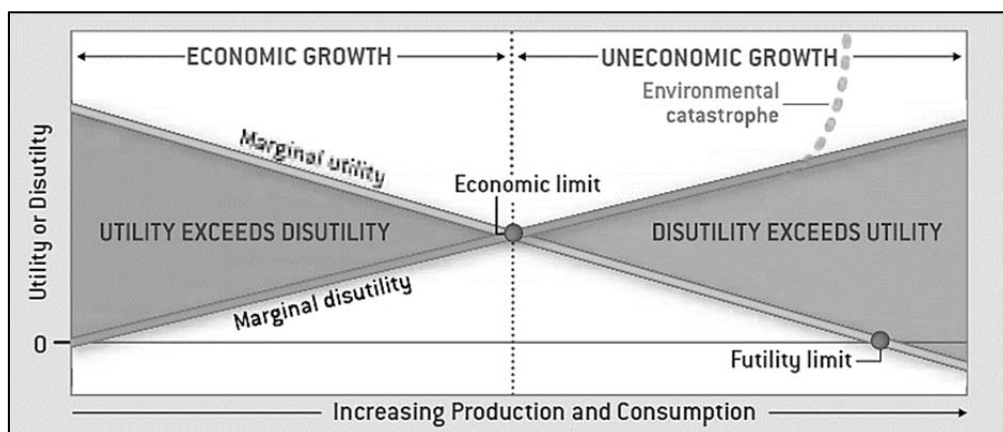 ECONOMIC GROWTH
UNECONOMIC GROWTH
Environmental
catastrophe
Marginal utility
Economic limit
UTILITY EXCEEDS DISUTILITY
DISUTILITY EXCEEDS UTILITY
Marginal disutility
Utility or Disutilty
0
Futility limit
Increasing Production and Consumption